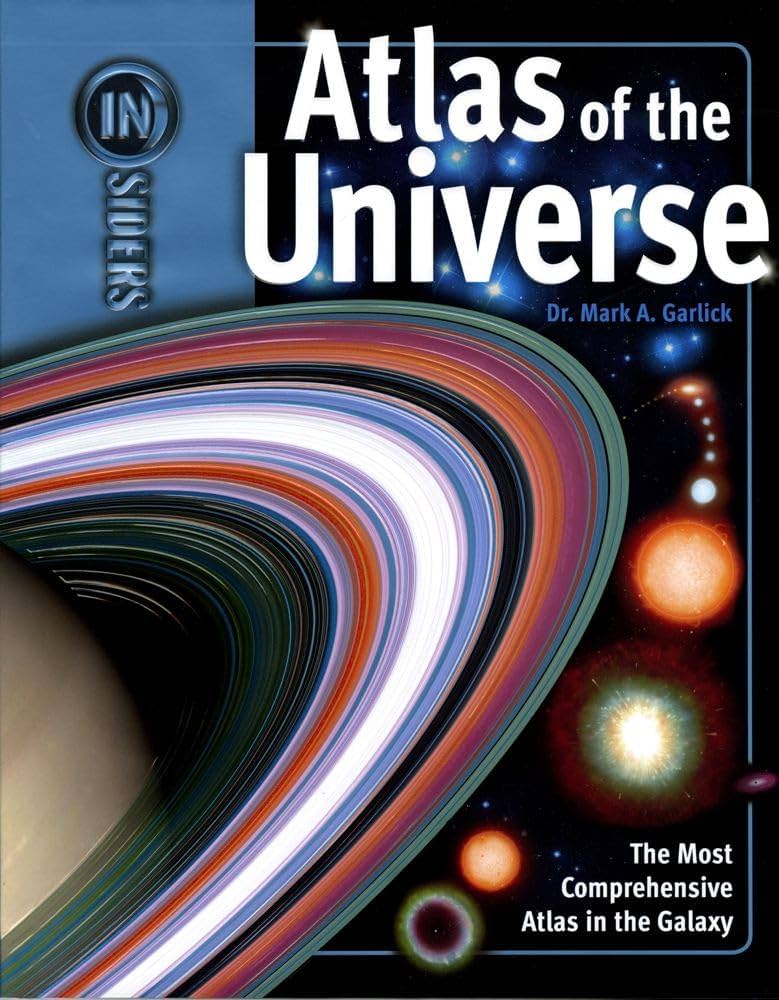 IN
SIDERS
Atlas of the
Universe
Dr. Mark A. Garlick
The Most
Comprehensive
Atlas in the Galaxy